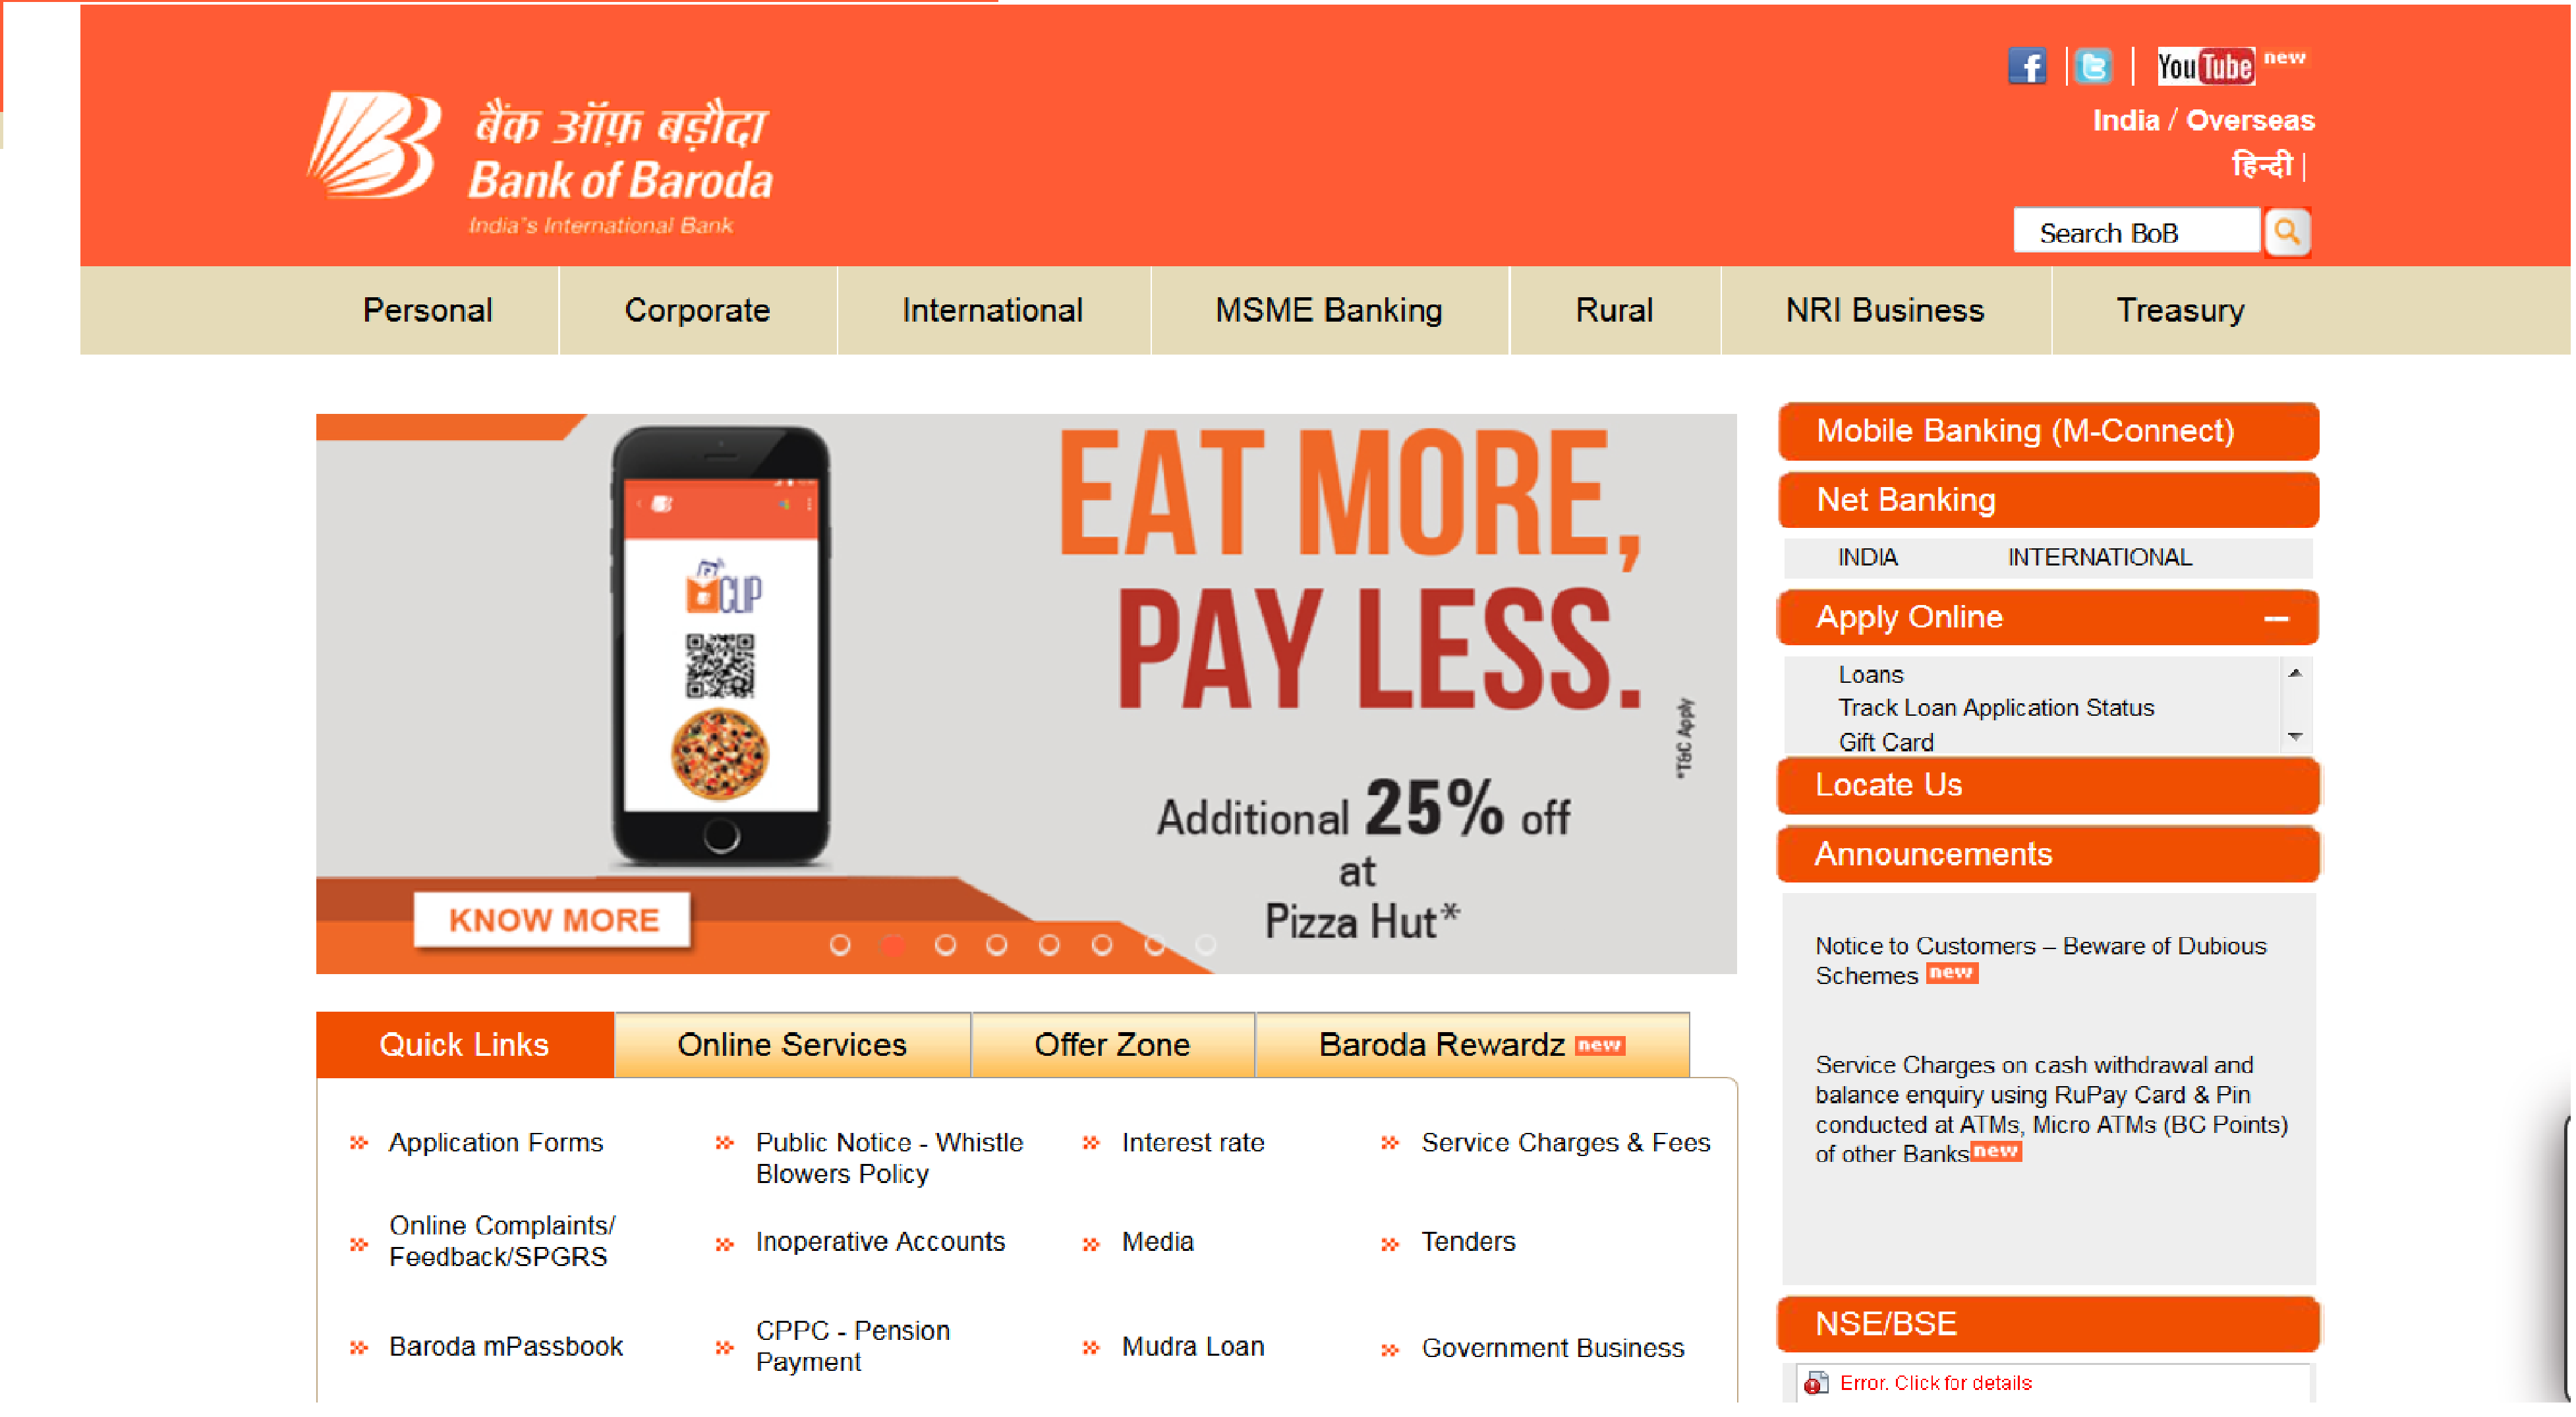 f
t
You Tube new
India / Overseas
हिन्दी |
Search BoB
बैंक ऑफ़ बड़ौदा
Bank of Baroda
India's International Bank
Personal
Corporate
International
MSME Banking
Rural
NRI Business
Treasury
CLIP
EAT MORE,
PAY LESS.
*T&C Apply
Additional 25% off
at
Pizza Hut*
KNOW MORE
Mobile Banking (M-Connect)
Net Banking
INDIA
INTERNATIONAL
Apply Online
Loans
Track Loan Application Status
Gift Card
Locate Us
Announcements
Notice to Customers – Beware of Dubious
Schemes new
Service Charges on cash withdrawal and
balance enquiry using RuPay Card & Pin
conducted at ATMs, Micro ATMs (BC Points)
of other Banks new
NSE/BSE
Error. Click for details
Quick Links
Online Services
Offer Zone
Baroda Rewardz new
Application Forms
Public Notice - Whistle
Blowers Policy
Interest rate
Service Charges & Fees
Online Complaints/
Feedback/SPGRS
Inoperative Accounts
Media
Tenders
Baroda mPassbook
CPPC - Pension
Payment
Mudra Loan
Government Business